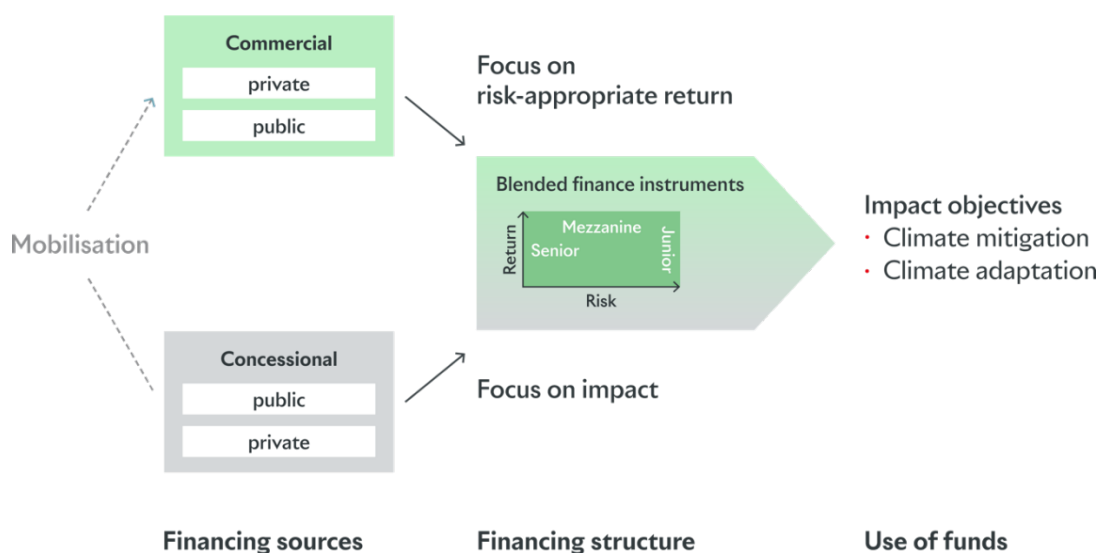 Commercial
private
public
Focus on
risk-appropriate return
Mobilisation
Blended finance instruments
Return
Mezzanine
Senior
Junior
Risk
Impact objectives
· Climate mitigation
· Climate adaptation
Concessional
public
private
Focus on impact
Financing sources
Financing structure
Use of funds